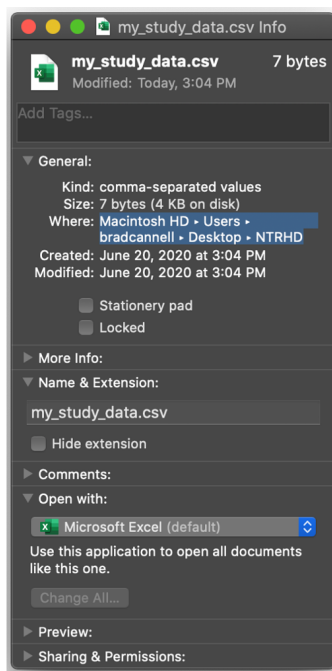 my_study_data.csv Info
my_study_data.csv 7 bytes
Modified: Today, 3:04 PM
Add Tags...
General:
Kind: comma-separated values
Size: 7 bytes (4 KB on disk)
Where: Macintosh HD ▸ Users ▸
bradcannell ▸ Desktop ▸ NTRHD
Created: June 20, 2020 at 3:04 PM
Modified: June 20, 2020 at 3:04 PM
Stationery pad
Locked
More Info:
Name & Extension:
my_study_data.csv
Hide extension
Comments:
Open with:
Microsoft Excel (default)
Use this application to open all documents
like this one.
Change All...
Preview:
Sharing & Permissions: